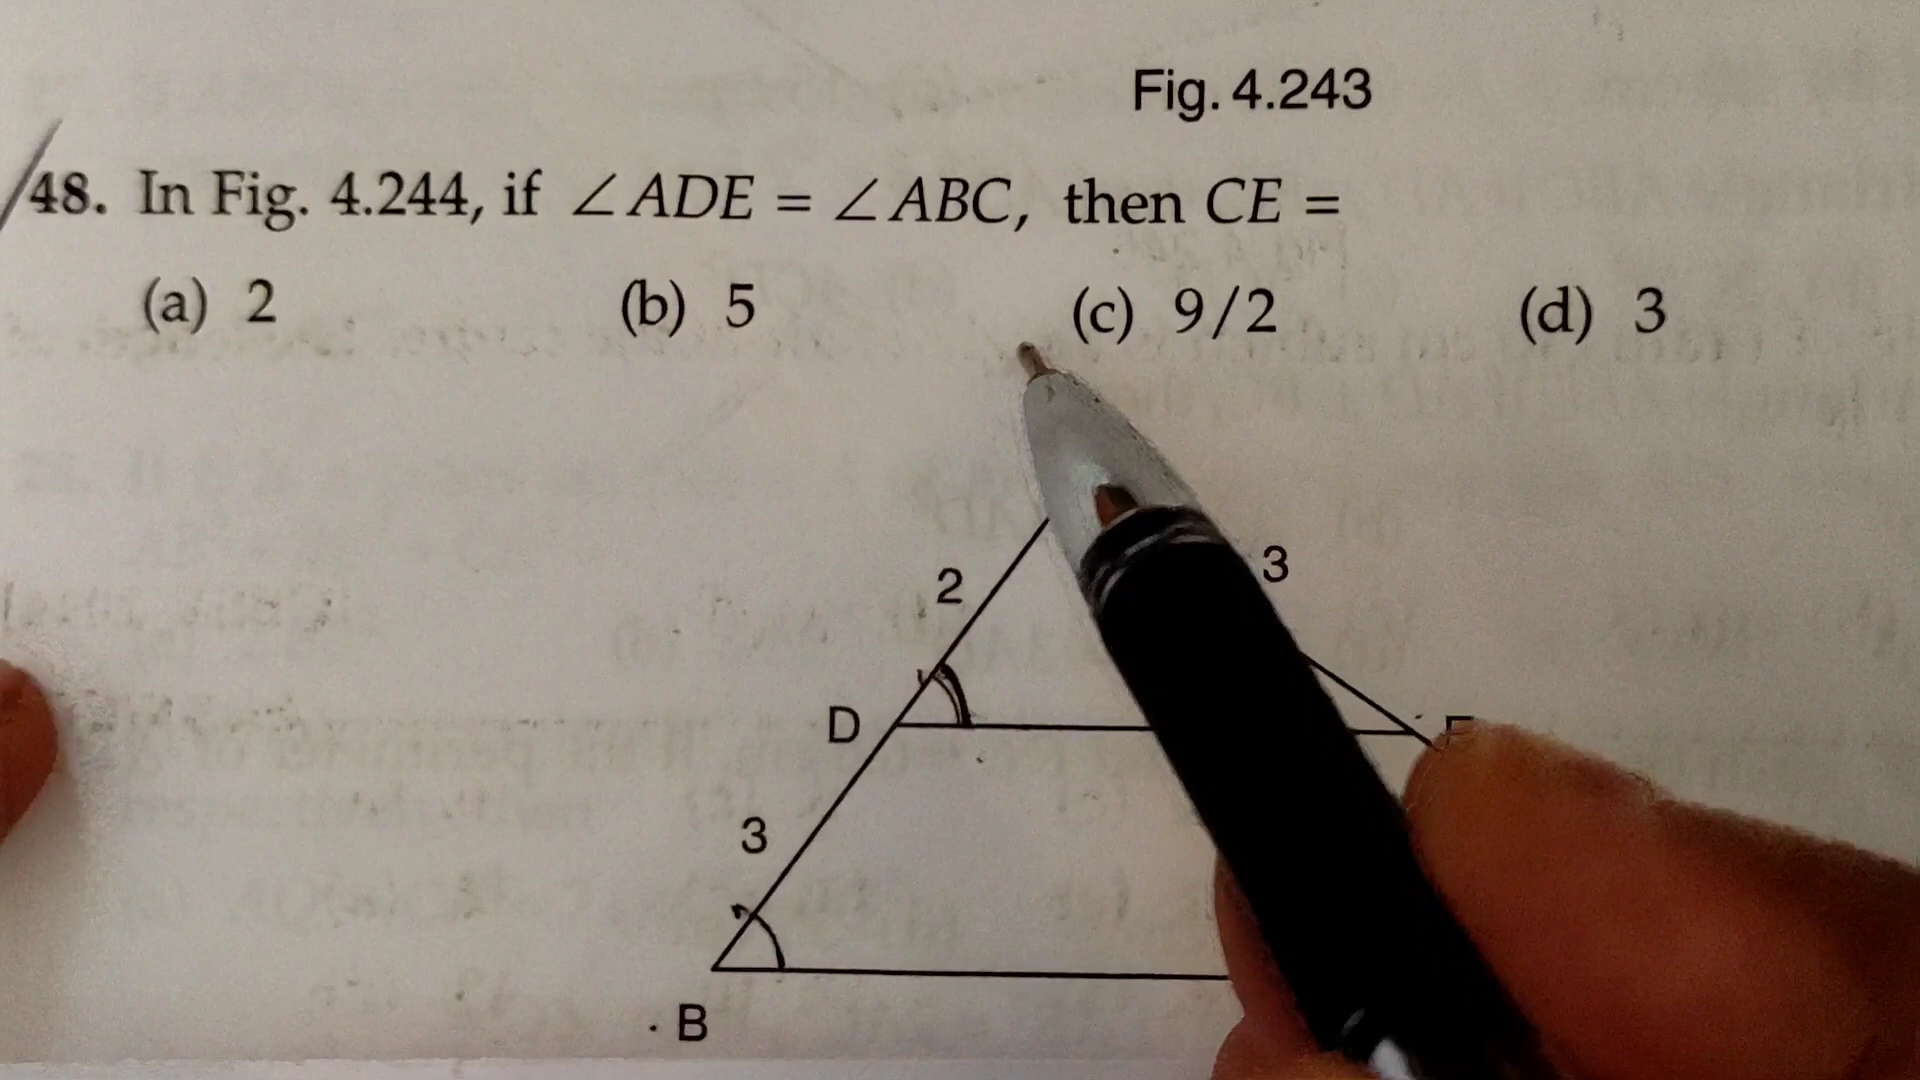 Fig. 4.243
48. In Fig. 4.244, if ∠ADE = ∠ABC, then CE =
(a) 2 (b) 5 (c) 9/2 (d) 3
3
2
D
3
B